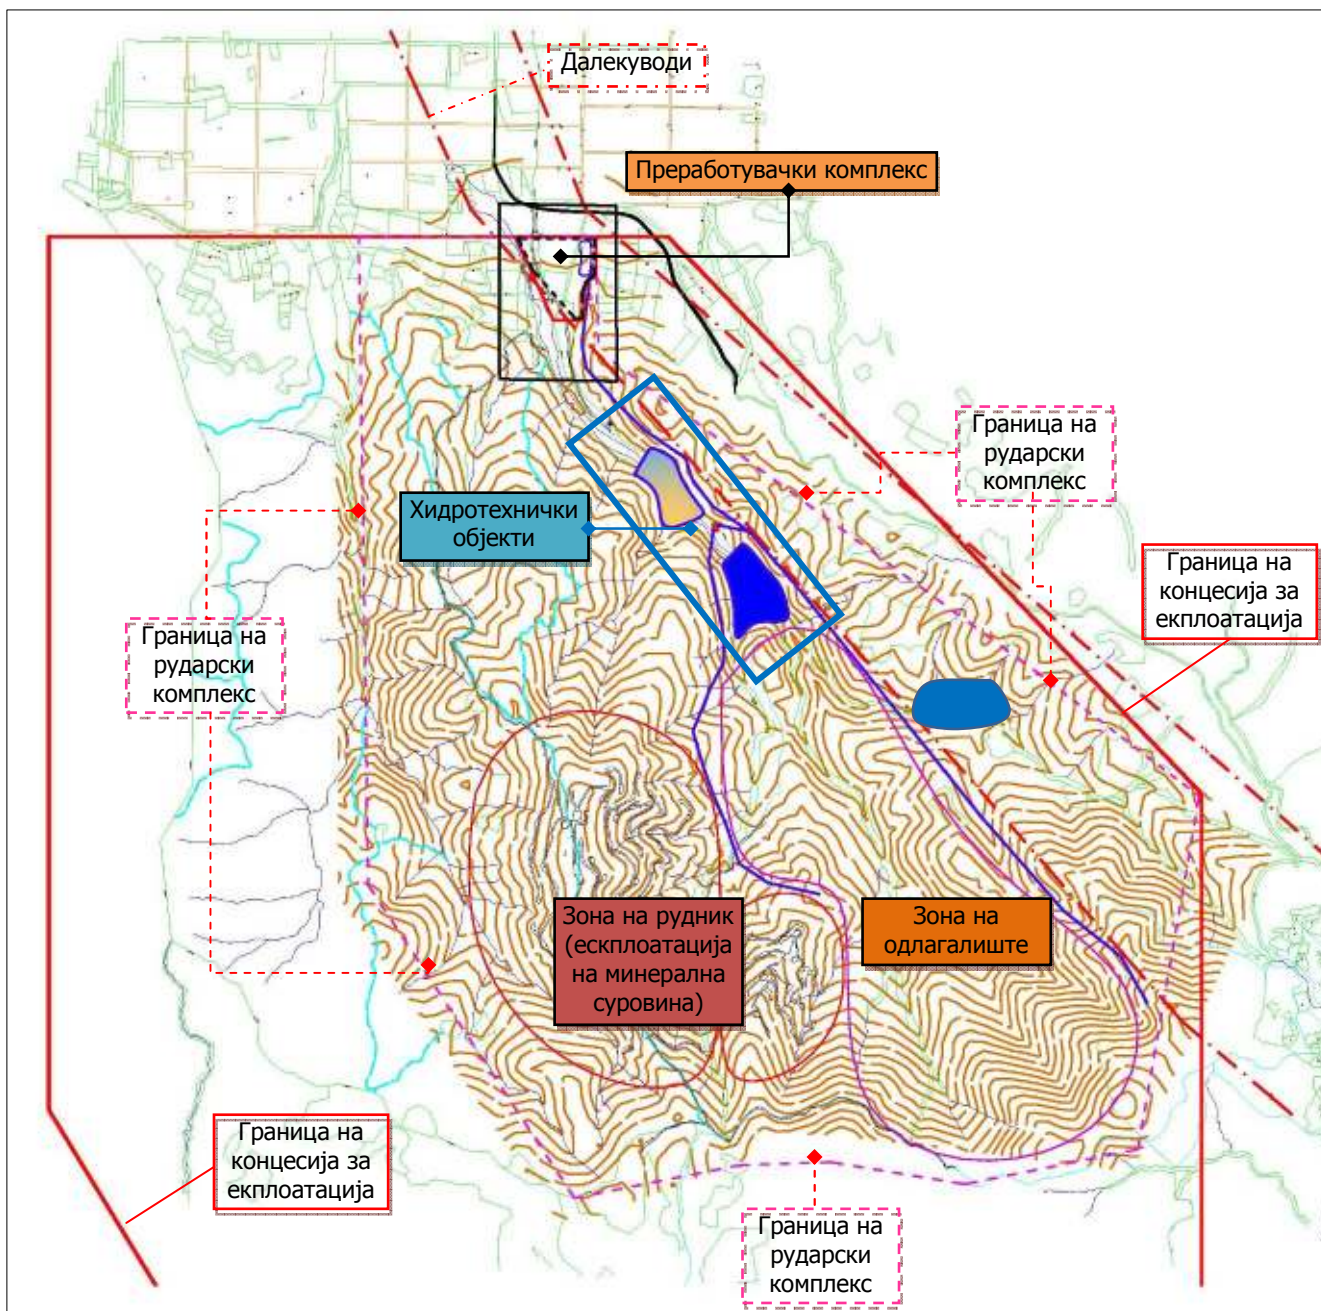 Далекуводи
Преработувачки комплекс
Граница на
рударски
комплекс
Хидротехнички
објекти
Граница на
концесија за
екплоатација
Граница на
рударски
комплекс
Зона на рудник
(ескплоатација
на минерална
суровина)
Зона на
одлагалиште
Граница на
концесија за
екплоатација
Граница на
рударски
комплекс